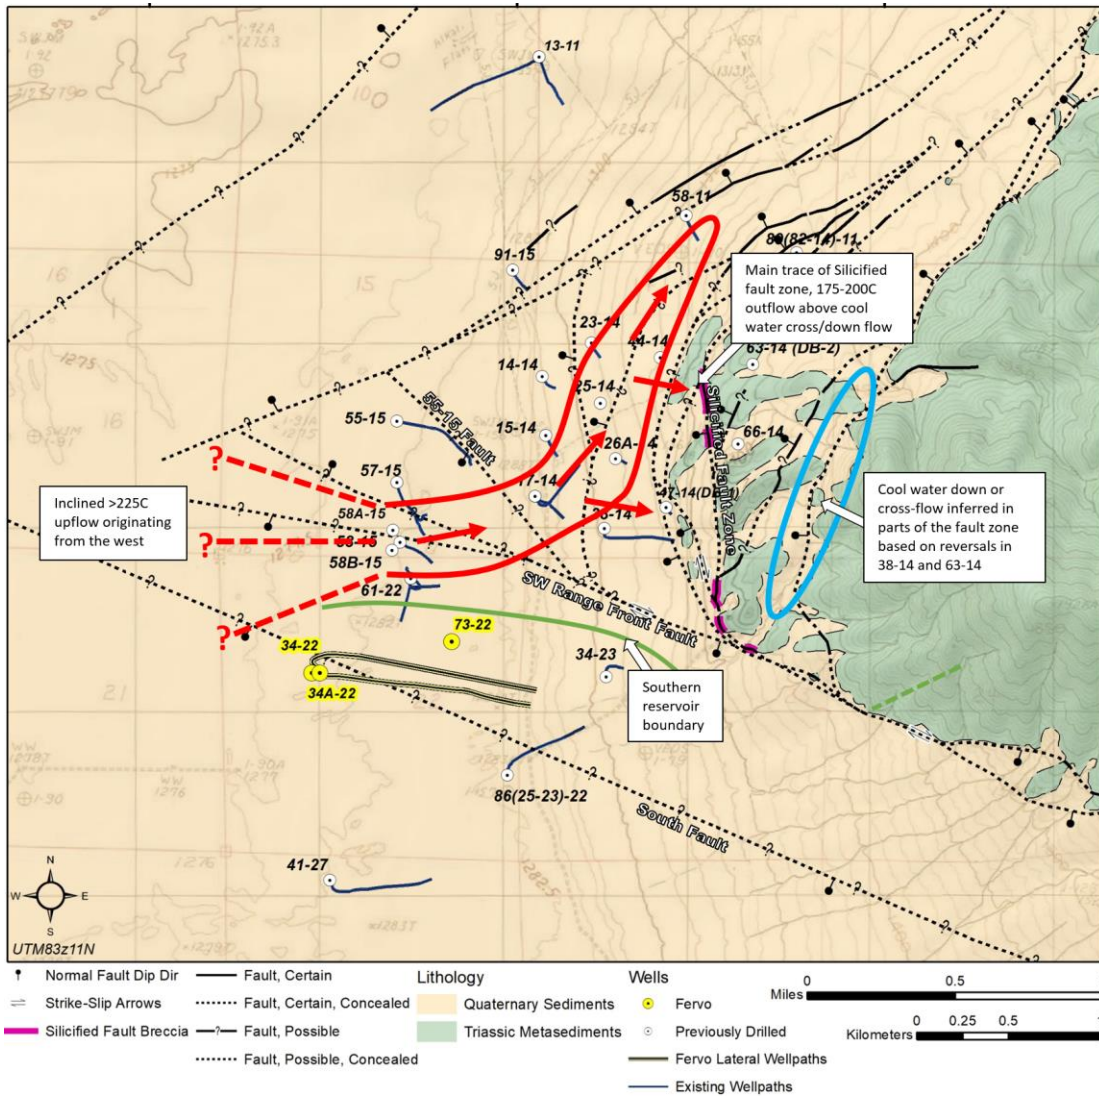 13-11
58-11
91-15
80(82-14)-11
Main trace of Silicified
fault zone, 175-200C
outflow above cool
water cross/down flow
23-14
44-14
63-14 (DB-2)
14-14
25-14
Silicified Fault Zone
55-15
55-15 Fault
15-14
66-14
26A-14
?
57-15
17-14
47-14(DB-1)
Inclined >225C
upflow originating
from the west
Cool water down or
cross-flow inferred in
parts of the fault zone
based on reversals in
38-14 and 63-14
58A-15
38-14
?
58-15
58B-15
61-22
SW Range Front Fault
?
73-22
34-22
34-23
34A-22
Southern
reservoir
boundary
86(25-23)-22
South Fault
41-27
N
W E
S
UTM83z11N
Normal Fault Dip Dir
Strike-Slip Arrows
Silicified Fault Breccia
Fault, Certain
Fault, Certain, Concealed
Fault, Possible
Fault, Possible, Concealed
Lithology
Quaternary Sediments
Triassic Metasediments
Wells
Fervo
Previously Drilled
Fervo Lateral Wellpaths
Existing Wellpaths
0 0.5
Miles
0 0.25 0.5
Kilometers